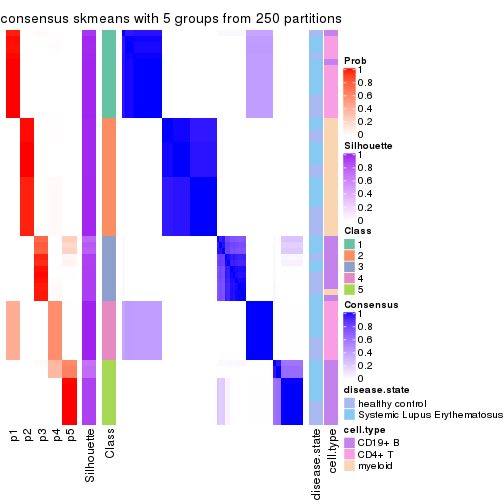 consensus skmeans with 5 groups from 250 partitions
Prob
1
0.8
0.6
0.4
0.2
0
Silhouette
1
0.8
0.6
0.4
0.2
0
Class
1
2
3
4
5
Consensus
1
0.8
0.6
0.4
0.2
0
disease.state
healthy control
Systemic Lupus Erythematosus
cell.type
CD19+ B
CD4+ T
myeloid
p1
p2
p3
p4
p5
Silhouette
Class
disease.state
cell.type